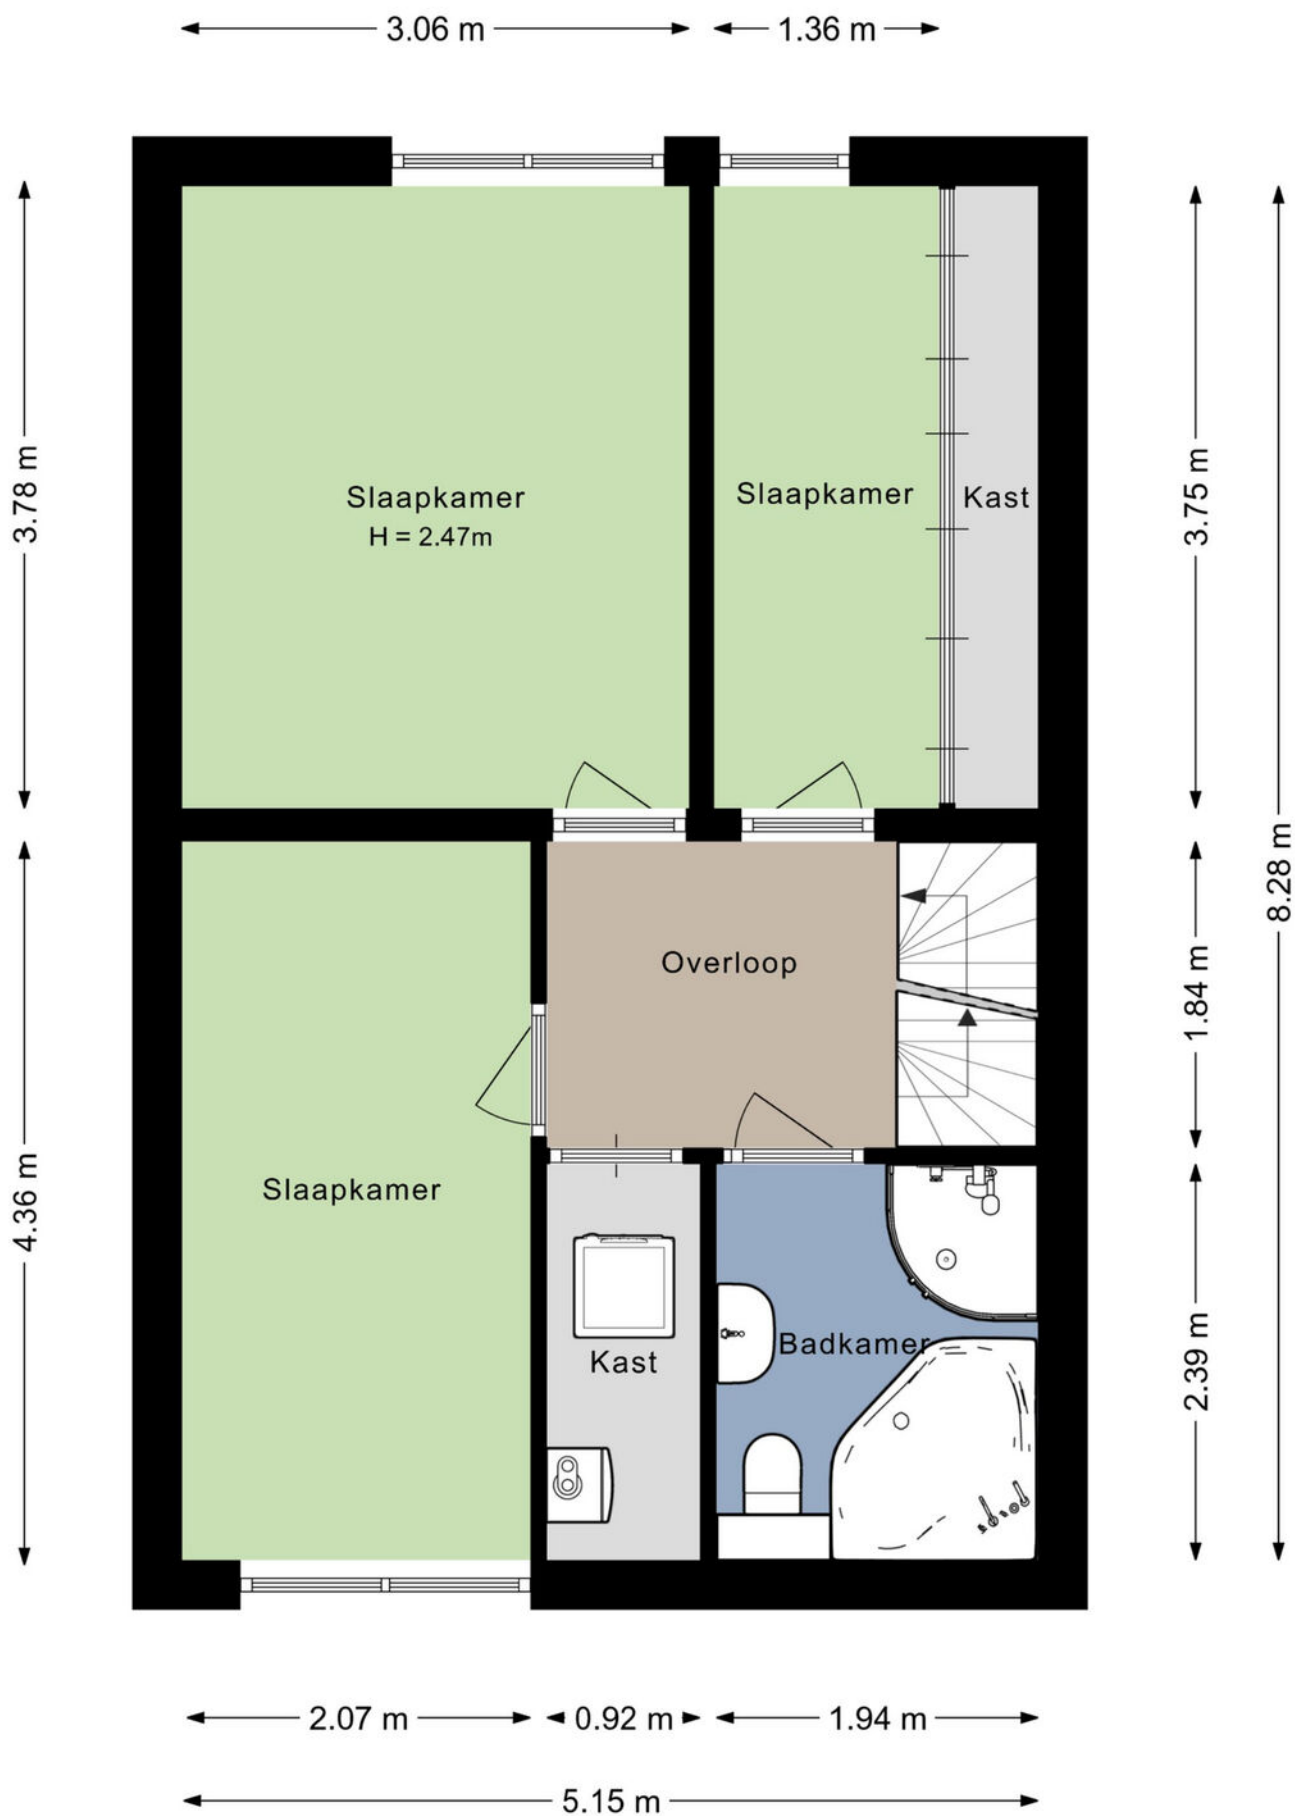 3.06 m
1.36 m
3.78 m
Slaapkamer
H = 2.47m
Slaapkamer
Kast
3.75 m
8.28 m
Overloop
1.84 m
4.36 m
Slaapkamer
Kast
Badkamer
2.39 m
2.07 m
0.92 m
1.94 m
5.15 m